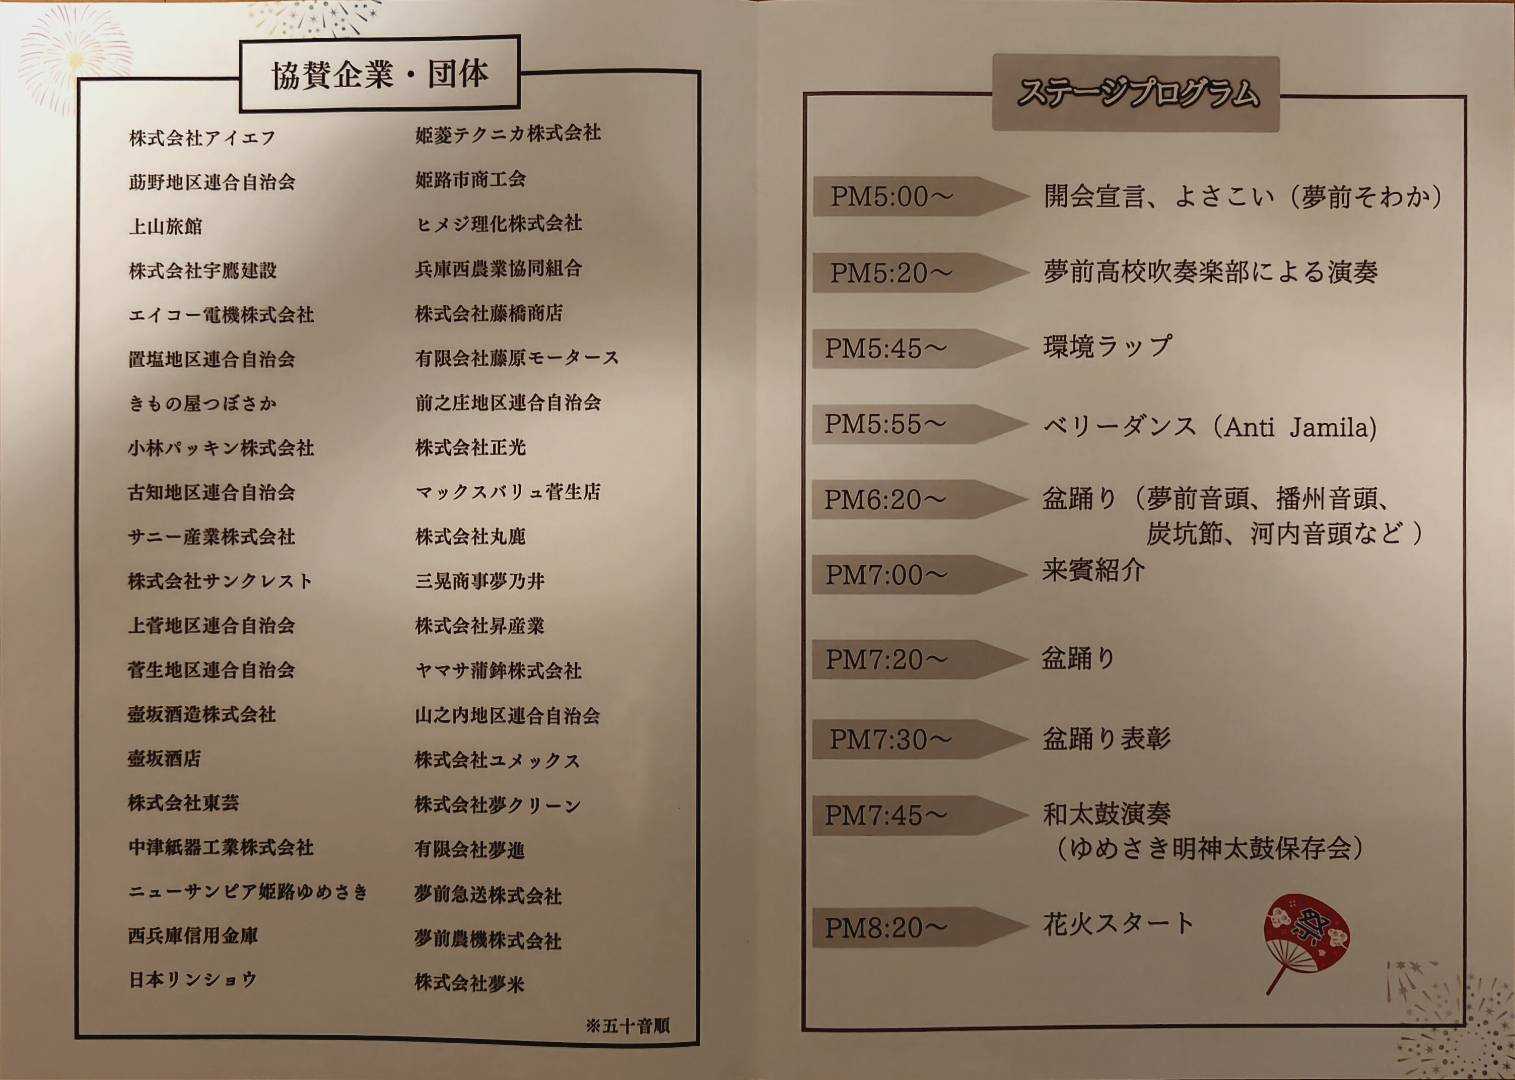 協賛企業・団体
株式会社アイエフ
莇野地区連合自治会
上山旅館
株式会社宇鷹建設
エイコー電機株式会社
置塩地区連合自治会
きもの屋つぼさか
小林パッキン株式会社
古知地区連合自治会
サニー産業株式会社
株式会社サンクレスト
上菅地区連合自治会
菅生地区連合自治会
壺坂酒造株式会社
壺坂酒店
株式会社東芸
中津紙器工業株式会社
ニューサンピア姫路ゆめさき
西兵庫信用金庫
日本リンショウ
姫菱テクニカ株式会社
姫路市商工会
ヒメジ理化株式会社
兵庫西農業協同組合
株式会社藤橋商店
有限会社藤原モータース
前之庄地区連合自治会
株式会社正光
マックスバリュ菅生店
株式会社丸鹿
三晃商事夢乃井
株式会社昇産業
ヤマサ蒲鉾株式会社
山之内地区連合自治会
株式会社ユメックス
株式会社夢クリーン
有限会社夢進
夢前急送株式会社
夢前農機株式会社
株式会社夢米
※五十音順
ステージプログラム
PM5:00～ 開会宣言、よさこい（夢前そわか）
PM5:20～ 夢前高校吹奏楽部による演奏
PM5:45～ 環境ラップ
PM5:55～ ベリーダンス（Anti Jamila)
PM6:20～ 盆踊り（夢前音頭、播州音頭、
炭坑節、河内音頭など ）
PM7:00～ 来賓紹介
PM7:20～ 盆踊り
PM7:30～ 盆踊り表彰
PM7:45～ 和太鼓演奏
（ゆめさき明神太鼓保存会）
PM8:20～ 花火スタート
祭